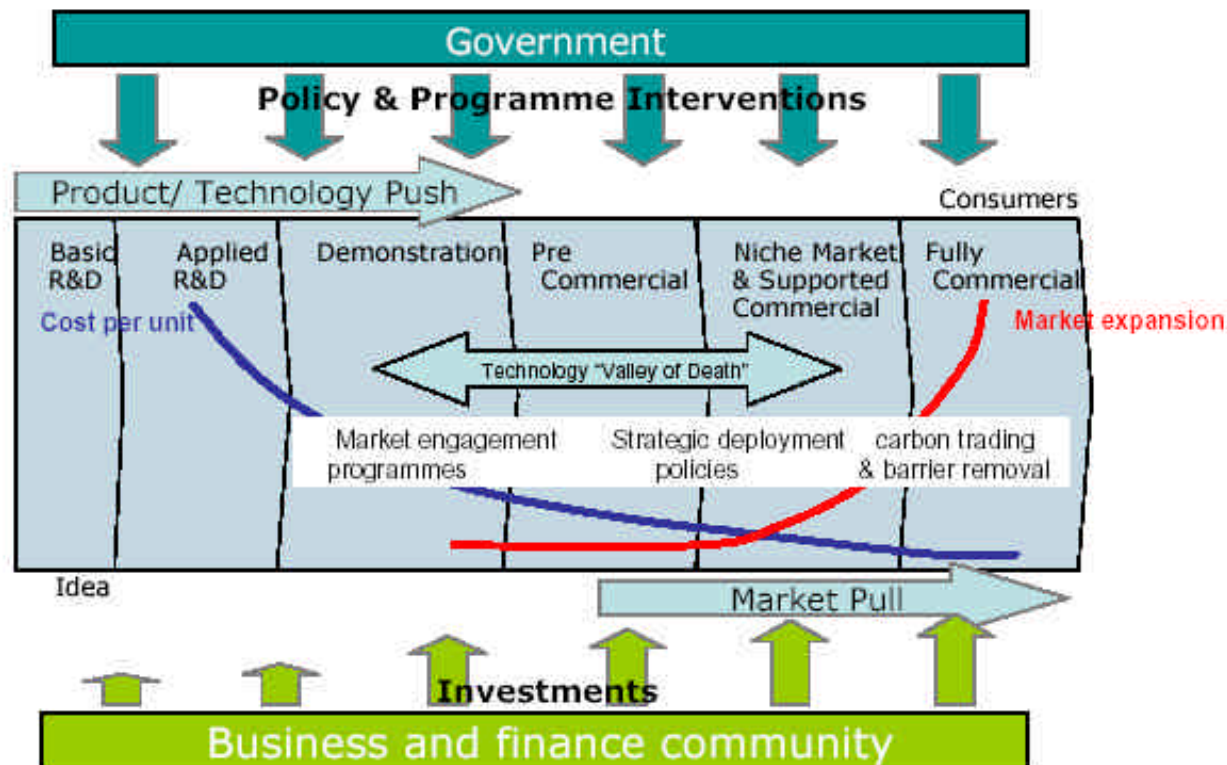 Government
Policy & Programme Interventions
Product/ Technology Push
Consumers
Basic
R&D
Applied
R&D
Demonstration
Pre
Commercial
Niche Market
& Supported
Commercial
Fully
Commercial
Cost per unit
Market expansion
Technology "Valley of Death"
Market engagement
programmes
Strategic deployment
policies
carbon trading
& barrier removal
Idea
Market Pull
Investments
Business and finance community